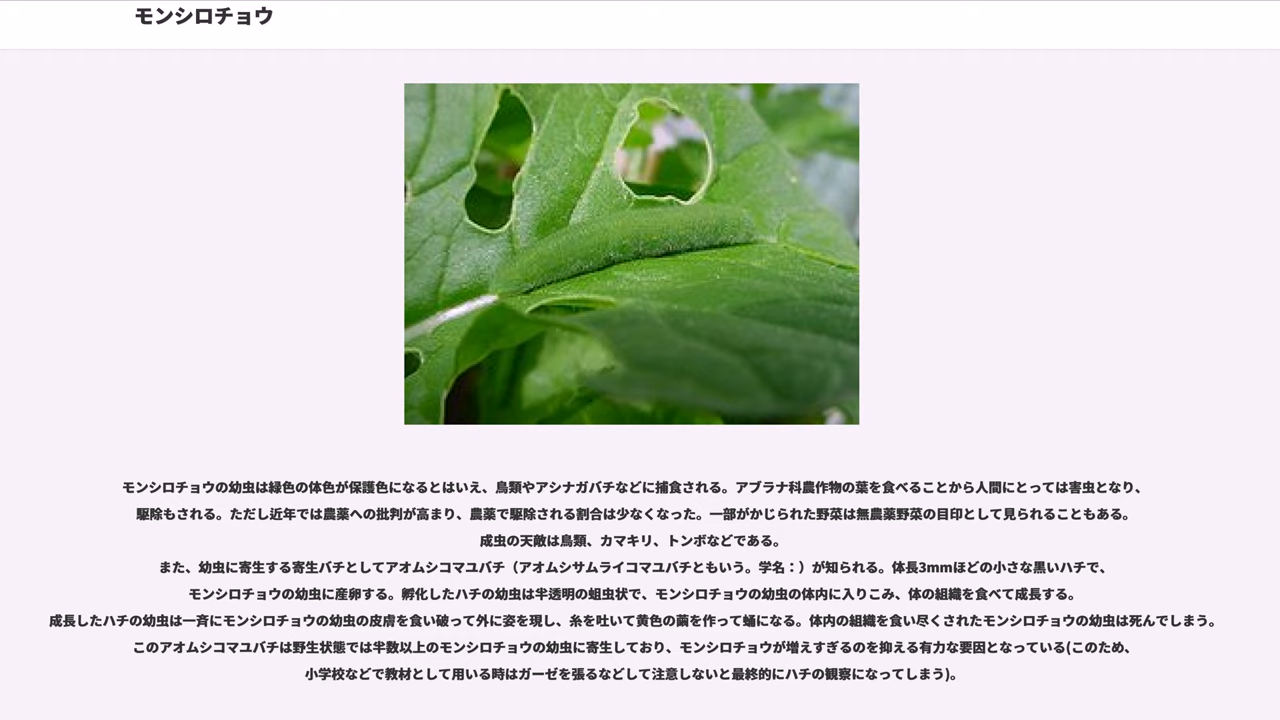 モンシロチョウ
モンシロチョウの幼虫は緑色の体色が保護色になるとはいえ、鳥類やアシナガバチなどに捕食される。アブラナ科農作物の葉を食べることから人間にとっては害虫となり、
駆除もされる。ただし近年では農薬への批判が高まり、農薬で駆除される割合は少なくなった。一部がかじられた野菜は無農薬野菜の目印として見られることもある。
成虫の天敵は鳥類、カマキリ、トンボなどである。
また、幼虫に寄生する寄生バチとしてアオムシコマユバチ（アオムシサムライコマユバチともいう。学名：）が知られる。体長3mmほどの小さな黒いハチで、
モンシロチョウの幼虫に産卵する。孵化したハチの幼虫は半透明の蛆虫状で、モンシロチョウの幼虫の体内に入りこみ、体の組織を食べて成長する。
成長したハチの幼虫は一斉にモンシロチョウの幼虫の皮膚を食い破って外に姿を現し、糸を吐いて黄色の繭を作って蛹になる。体内の組織を食い尽くされたモンシロチョウの幼虫は死んでしまう。
このアオムシコマユバチは野生状態では半数以上のモンシロチョウの幼虫に寄生しており、モンシロチョウが増えすぎるのを抑える有力な要因となっている(このため、
小学校などで教材として用いる時はガーゼを張るなどして注意しないと最終的にハチの観察になってしまう)。